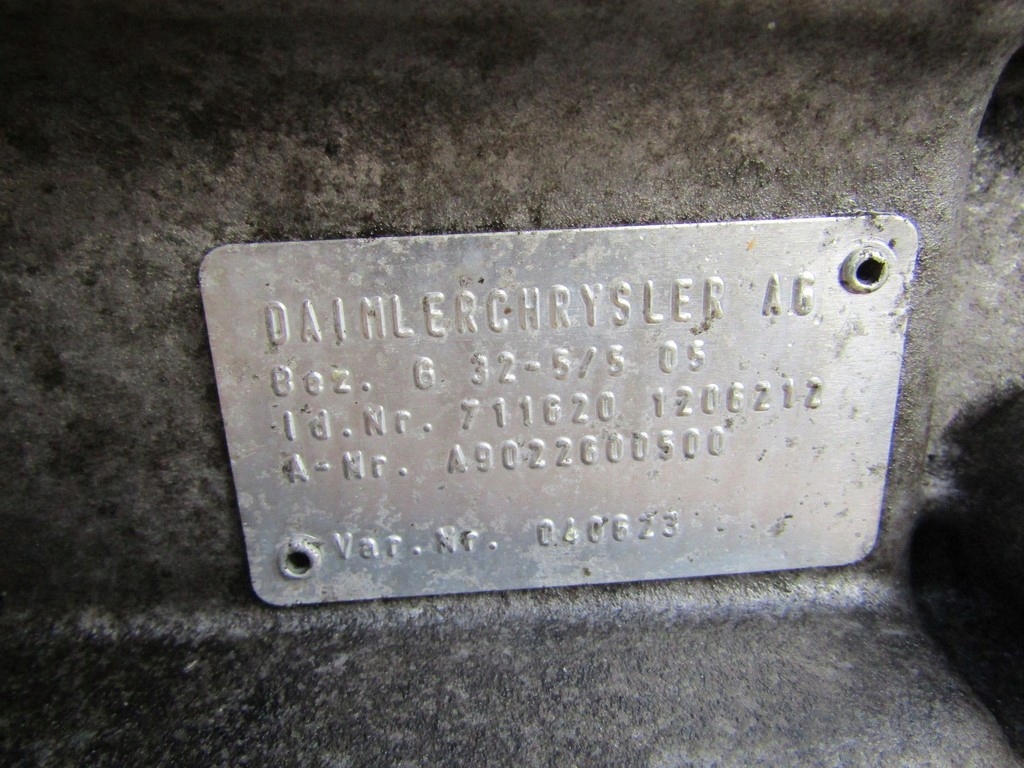 DAIMLERCHRYSLER AG
Bez. G 32-5/5 05
Id.Nr. 711620 1206212
A-Nr. A9022600500
Var.Nr. 040623